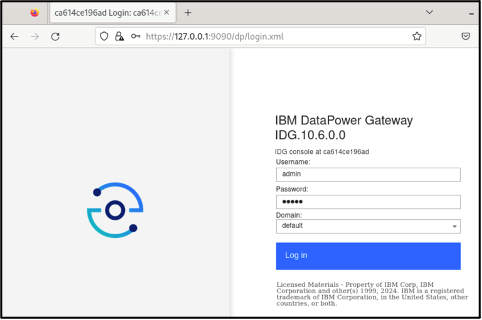 ca614ce196ad Login: ca614c
https://127.0.0.1:9090/dp/login.xml
IBM DataPower Gateway
IDG.10.6.0.0
IDG console at ca614ce196ad
Username:
admin
Password:
●●●●●
Domain:
default
Log in
Licensed Materials - Property of IBM Corp, IBM
Corporation and other(s) 1999, 2024. IBM is a registered
trademark of IBM Corporation, in the United States, other
countries, or both.